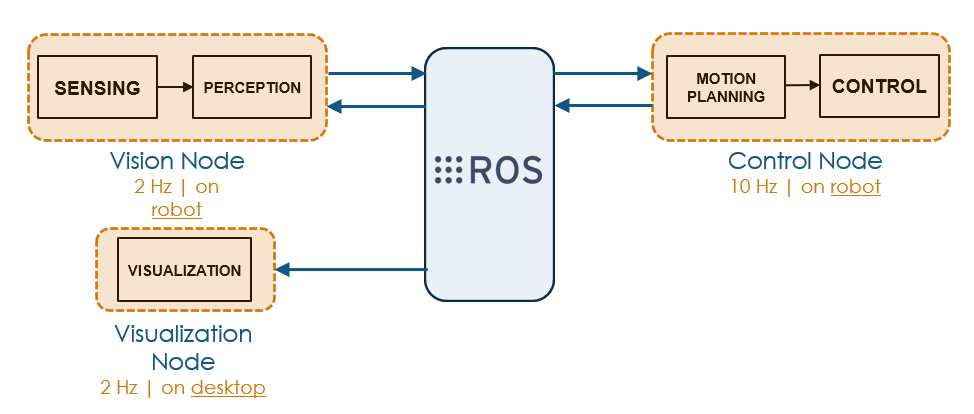 SENSING
PERCEPTION
Vision Node
2 Hz | on
robot
VISUALIZATION
Visualization
Node
2 Hz | on desktop
ROS
MOTION
PLANNING
CONTROL
Control Node
10 Hz | on robot